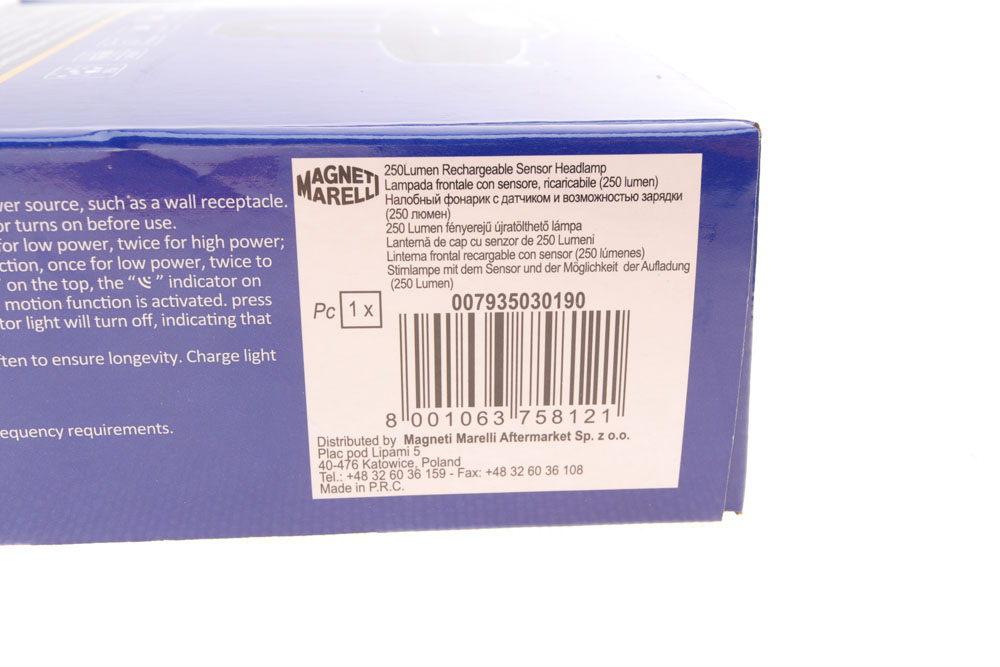 wer source, such as a wall receptacle.
or turns on before use.
for low power, twice for high power;
ction, once for low power, twice to
on the top, the “ ” indicator on
motion function is activated. press
tor light will turn off, indicating that
ften to ensure longevity. Charge light
equency requirements.
MAGNETI
MARELLI
250Lumen Rechargeable Sensor Headlamp
Lampada frontale con sensore, ricaricabile (250 lumen)
Налобный фонарик с датчиком и возможностью зарядки
(250 люмен)
250 Lumen fényerejű újratölthető lámpa
Lanternă de cap cu senzor de 250 Lumeni
Linterna frontal recargable con sensor (250 lúmenes)
Stimlampe mit dem Sensor und der Möglichkeit der Aufladung
(250 Lumen)
Pc 1 x
007935030190
8 001063 758121
Distributed by Magneti Marelli Aftermarket Sp. z o.o.
Plac pod Lipami 5
40-476 Katowice, Poland
Tel.: +48 32 60 36 159 - Fax: +48 32 60 36 108
Made in P.R.C.